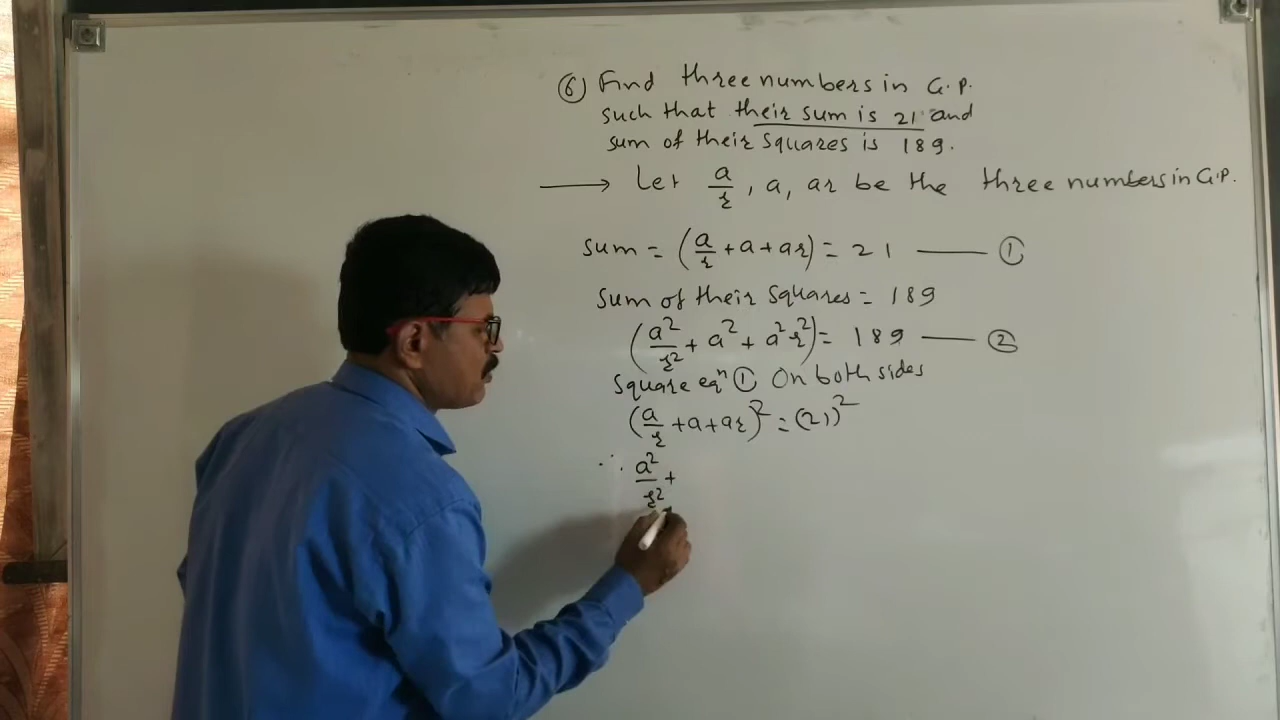 ⑥ Find three numbers in G.P.
such that their sum is 21 and
sum of their squares is 189.
⟶ Let a/r, a, ar be the three numbers in G.P.
sum = (a/r + a + ar) = 21 —— ①
sum of their squares = 189
(a²/r² + a² + a²r²) = 189 —— ②
square eqⁿ ① on both sides
(a/r + a + ar)² = (21)²
∴ a²/r² +